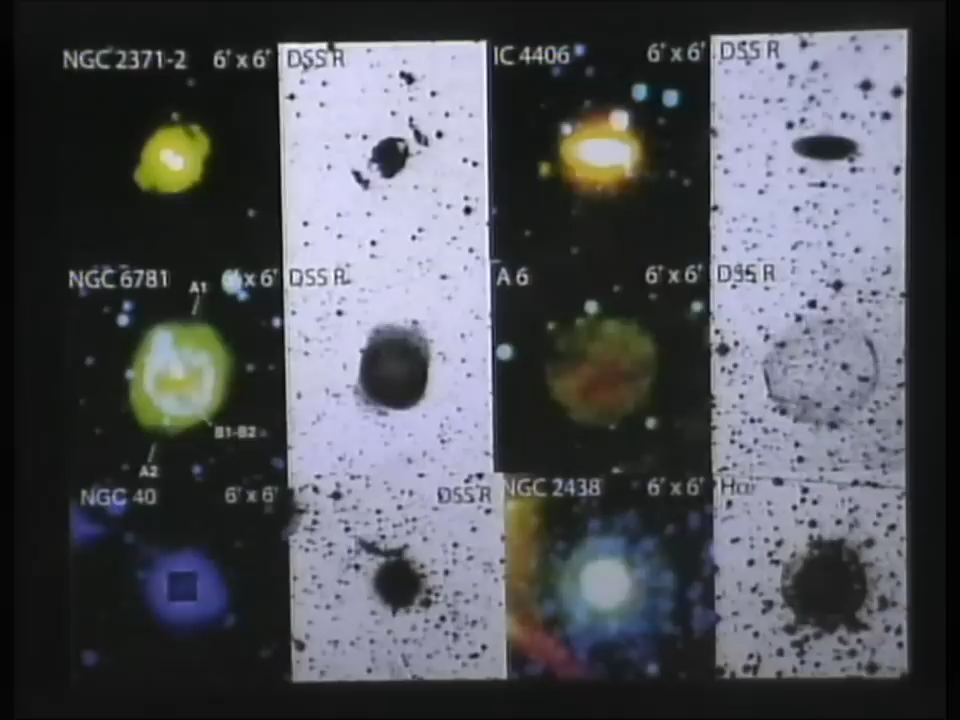 NGC 2371-2 6' x 6' DSS R IC 4406 6' x 6' DSS R
NGC 6781 6' x 6' DSS R A 6 6' x 6' DSS R
A1
B1-B2
A2
NGC 40 6' x 6' DSS R NGC 2438 6' x 6' Hα